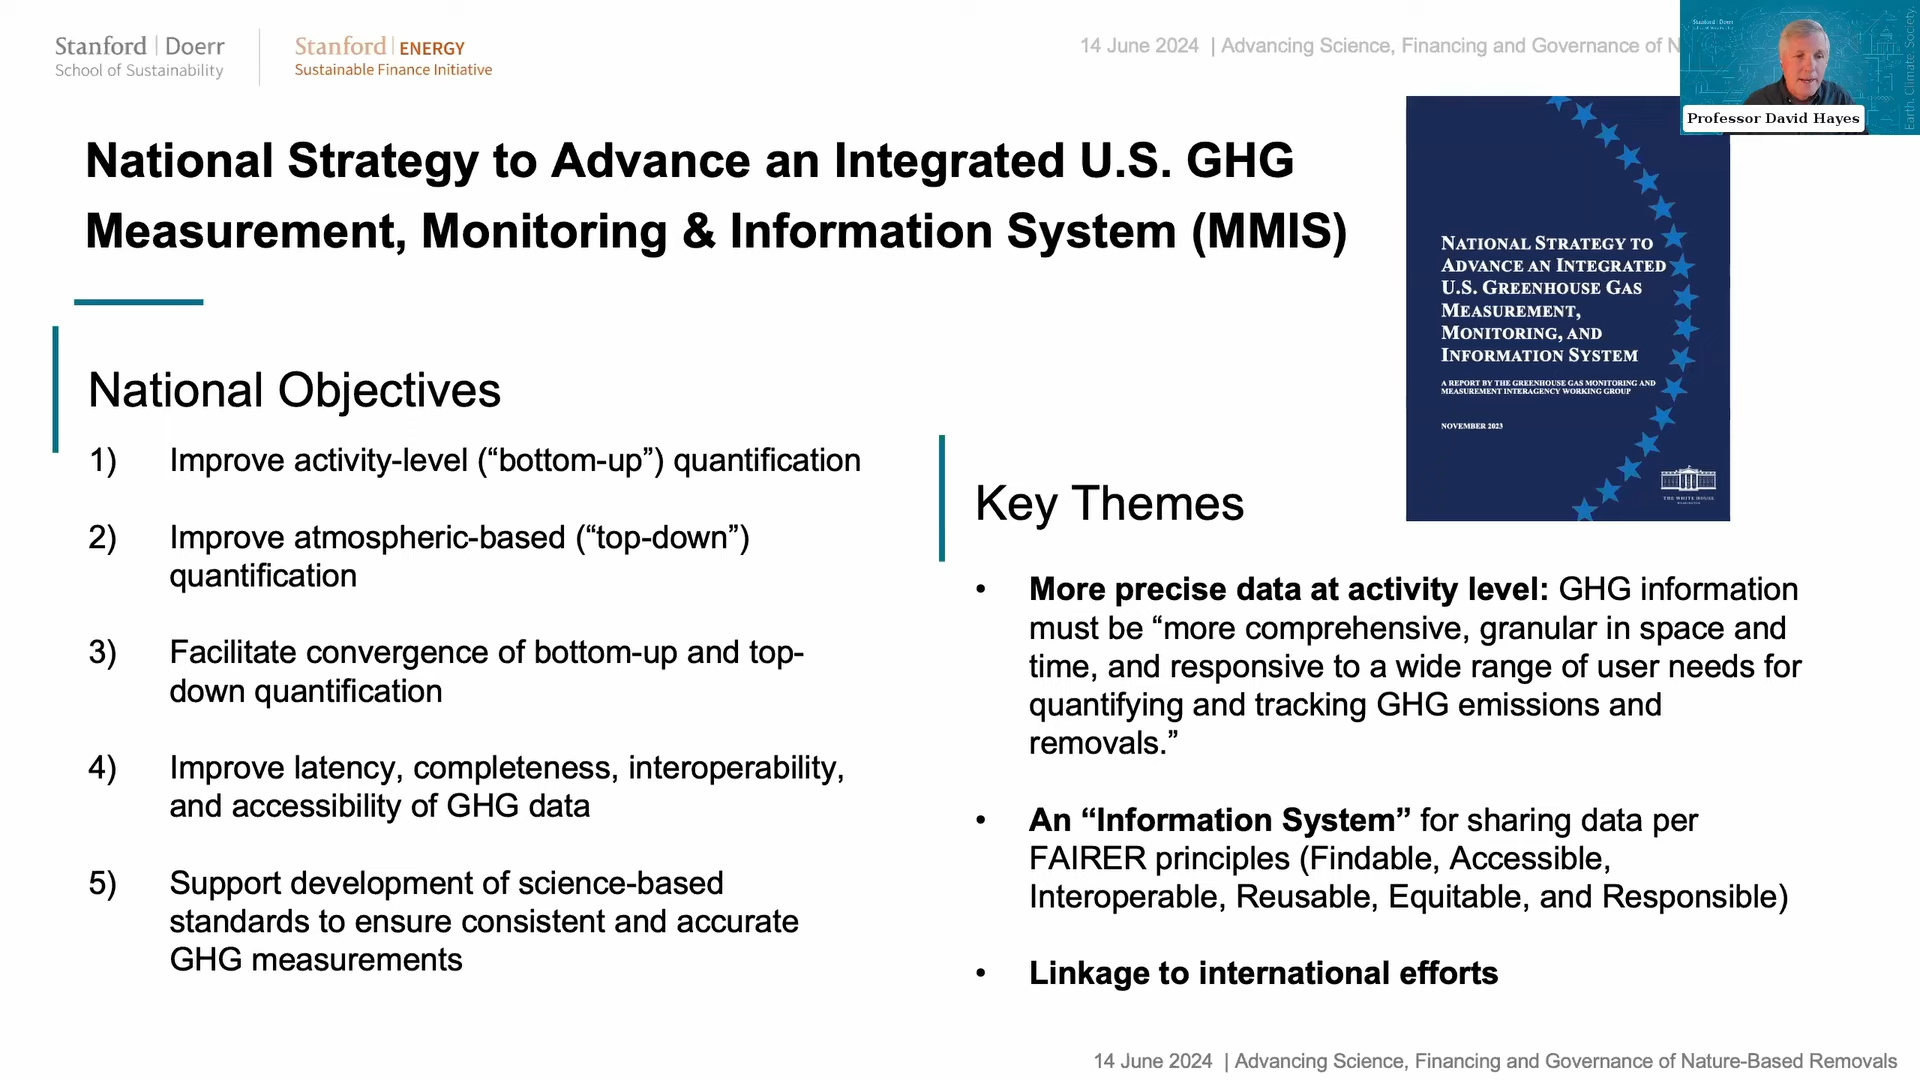 Stanford | Doerr
School of Sustainability
Stanford | ENERGY
Sustainable Finance Initiative
14 June 2024 | Advancing Science, Financing and Governance of N
Stanford | Doerr
Earth. Climate. Society.
Professor David Hayes
National Strategy to Advance an Integrated U.S. GHG
Measurement, Monitoring & Information System (MMIS)
NATIONAL STRATEGY TO
ADVANCE AN INTEGRATED
U.S. GREENHOUSE GAS
MEASUREMENT,
MONITORING, AND
INFORMATION SYSTEM
A REPORT BY THE GREENHOUSE GAS MONITORING AND
MEASUREMENT INTERAGENCY WORKING GROUP
NOVEMBER 2023
THE WHITE HOUSE
WASHINGTON
National Objectives
1) Improve activity-level (“bottom-up”) quantification
2) Improve atmospheric-based (“top-down”)
quantification
3) Facilitate convergence of bottom-up and top-
down quantification
4) Improve latency, completeness, interoperability,
and accessibility of GHG data
5) Support development of science-based
standards to ensure consistent and accurate
GHG measurements
Key Themes
• More precise data at activity level: GHG information
must be “more comprehensive, granular in space and
time, and responsive to a wide range of user needs for
quantifying and tracking GHG emissions and
removals.”
• An “Information System” for sharing data per
FAIRER principles (Findable, Accessible,
Interoperable, Reusable, Equitable, and Responsible)
• Linkage to international efforts
14 June 2024 | Advancing Science, Financing and Governance of Nature-Based Removals